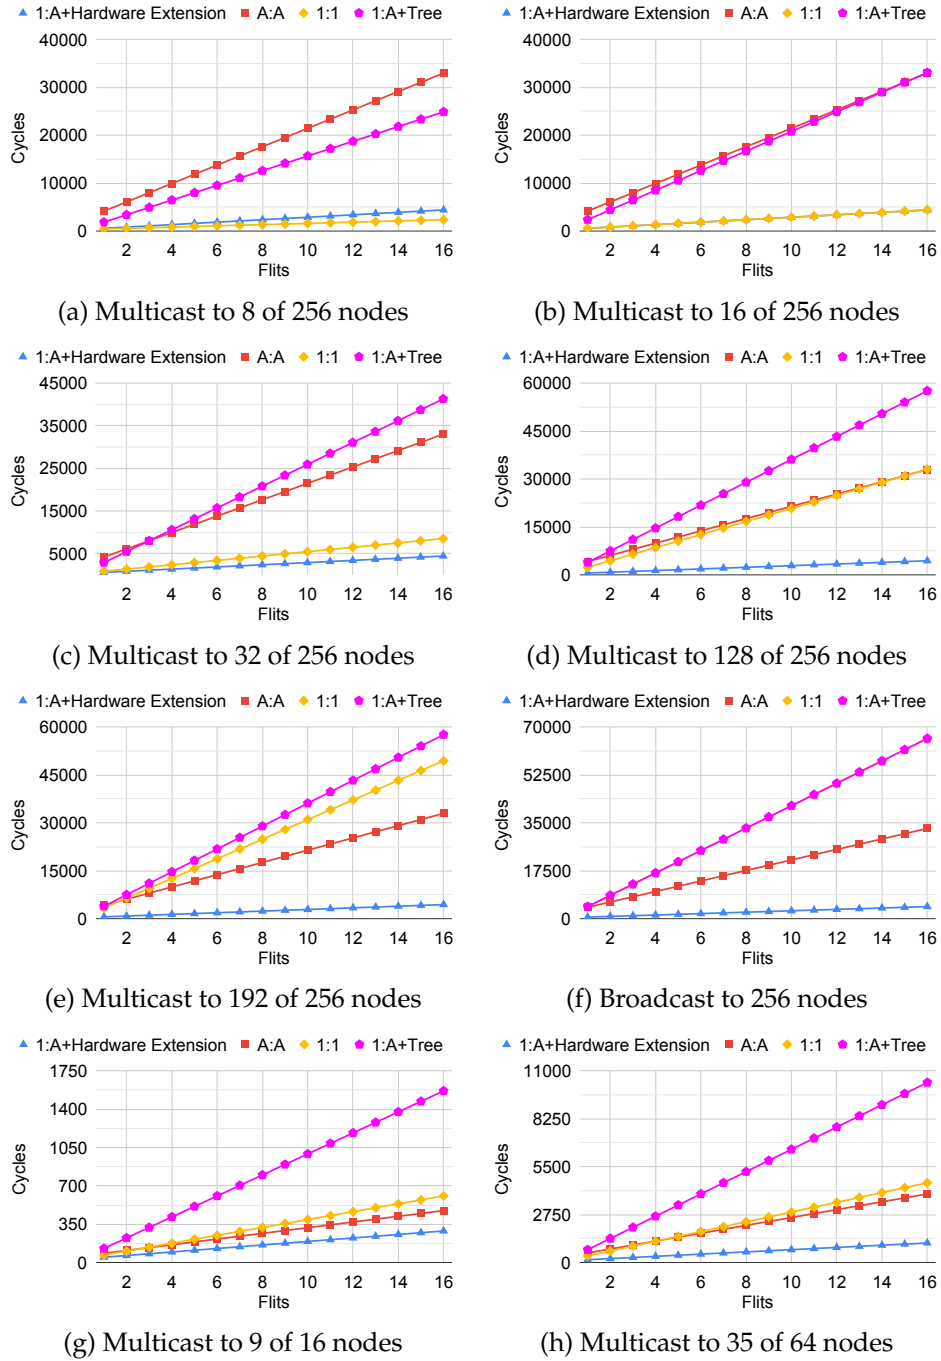 1:A+Hardware Extension A:A 1:1 1:A+Tree
40000
30000
20000
10000
0
Cycles
2 4 6 8 10 12 14 16
Flits
(a) Multicast to 8 of 256 nodes
1:A+Hardware Extension A:A 1:1 1:A+Tree
40000
30000
20000
10000
0
Cycles
2 4 6 8 10 12 14 16
Flits
(b) Multicast to 16 of 256 nodes
1:A+Hardware Extension A:A 1:1 1:A+Tree
45000
35000
25000
15000
5000
Cycles
2 4 6 8 10 12 14 16
Flits
(c) Multicast to 32 of 256 nodes
1:A+Hardware Extension A:A 1:1 1:A+Tree
60000
45000
30000
15000
0
Cycles
2 4 6 8 10 12 14 16
Flits
(d) Multicast to 128 of 256 nodes
1:A+Hardware Extension A:A 1:1 1:A+Tree
60000
45000
30000
15000
0
Cycles
2 4 6 8 10 12 14 16
Flits
(e) Multicast to 192 of 256 nodes
1:A+Hardware Extension A:A 1:1 1:A+Tree
70000
52500
35000
17500
0
Cycles
2 4 6 8 10 12 14 16
Flits
(f) Broadcast to 256 nodes
1:A+Hardware Extension A:A 1:1 1:A+Tree
1750
1400
1050
700
350
0
Cycles
2 4 6 8 10 12 14 16
Flits
(g) Multicast to 9 of 16 nodes
1:A+Hardware Extension A:A 1:1 1:A+Tree
11000
8250
5500
2750
0
Cycles
2 4 6 8 10 12 14 16
Flits
(h) Multicast to 35 of 64 nodes